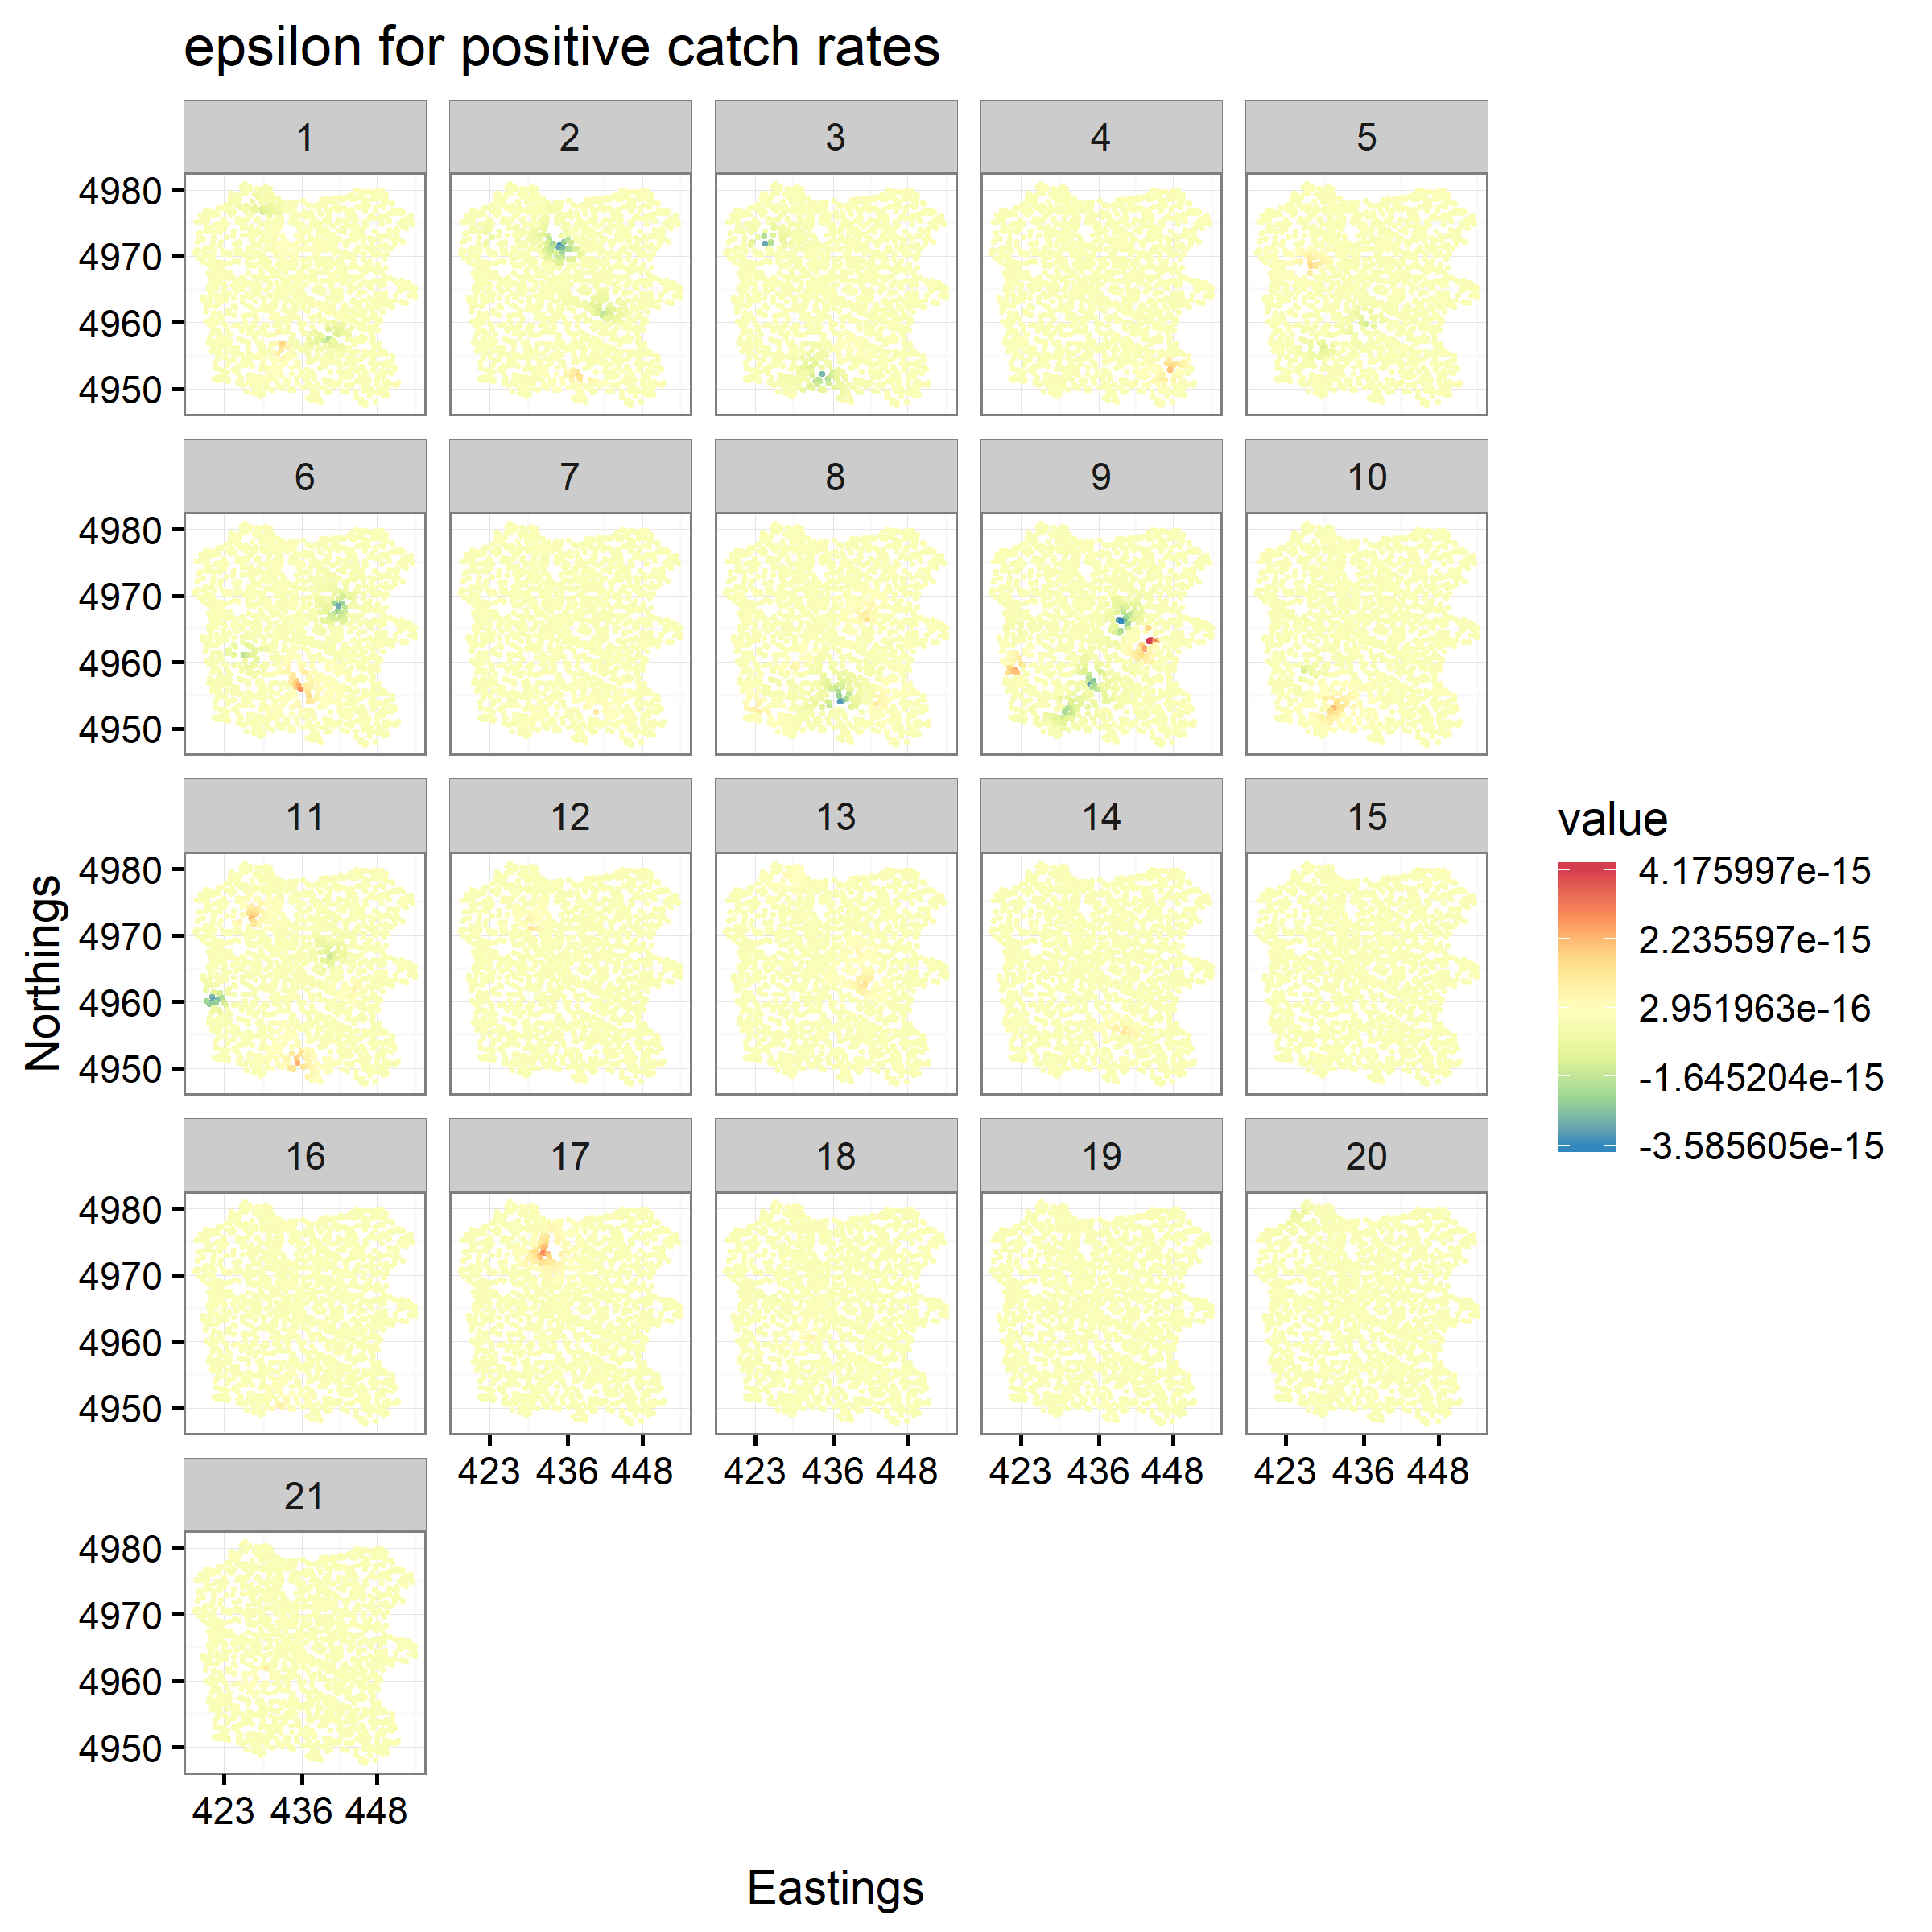 epsilon for positive catch rates
1 2 3 4 5
4980
4970
4960
4950
6 7 8 9 10
4980
4970
4960
4950
11 12 13 14 15
4980
4970
4960
4950
16 17 18 19 20
4980
4970
4960
4950
423 436 448 423 436 448 423 436 448 423 436 448
21
4980
4970
4960
4950
423 436 448
Northings
Eastings
value
4.175997e-15
2.235597e-15
2.951963e-16
-1.645204e-15
-3.585605e-15